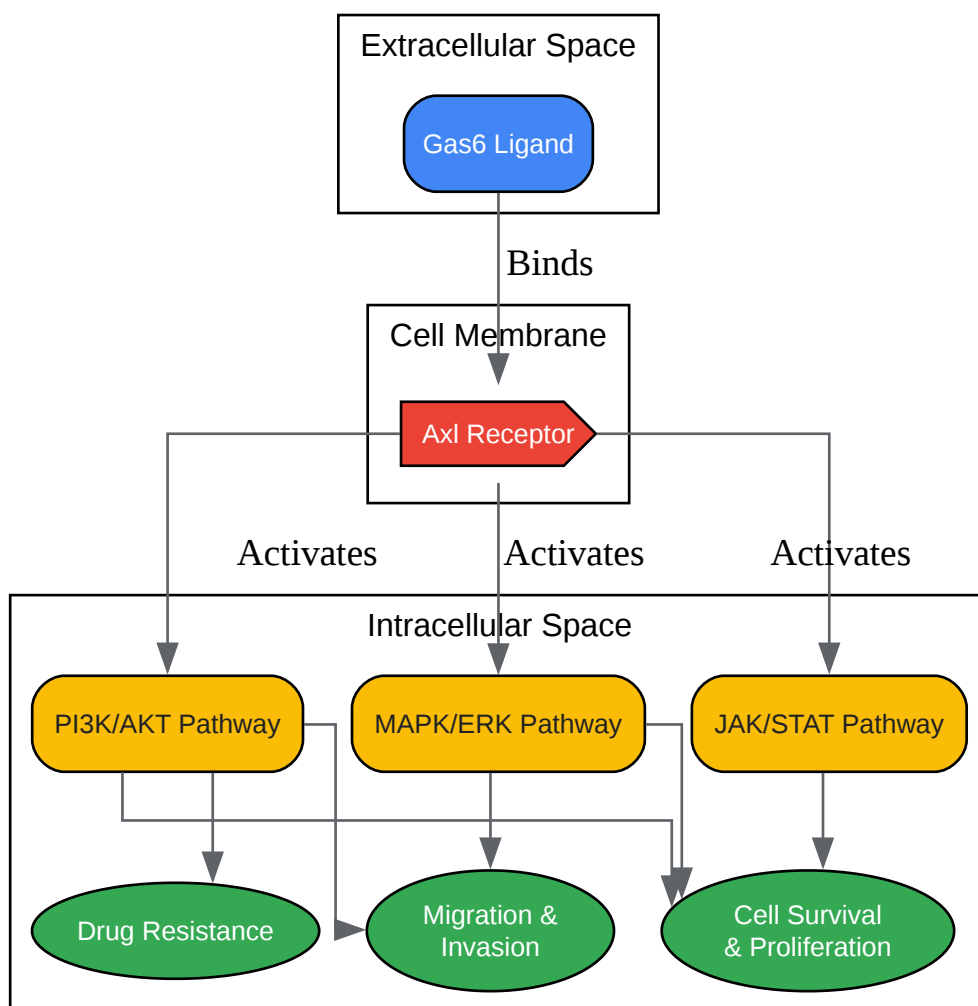 Extracellular Space
Gas6 Ligand
Binds
Cell Membrane
Axl Receptor
Activates
Activates
Activates
Intracellular Space
PI3K/AKT Pathway
MAPK/ERK Pathway
JAK/STAT Pathway
Drug Resistance
Migration &
Invasion
Cell Survival
& Proliferation